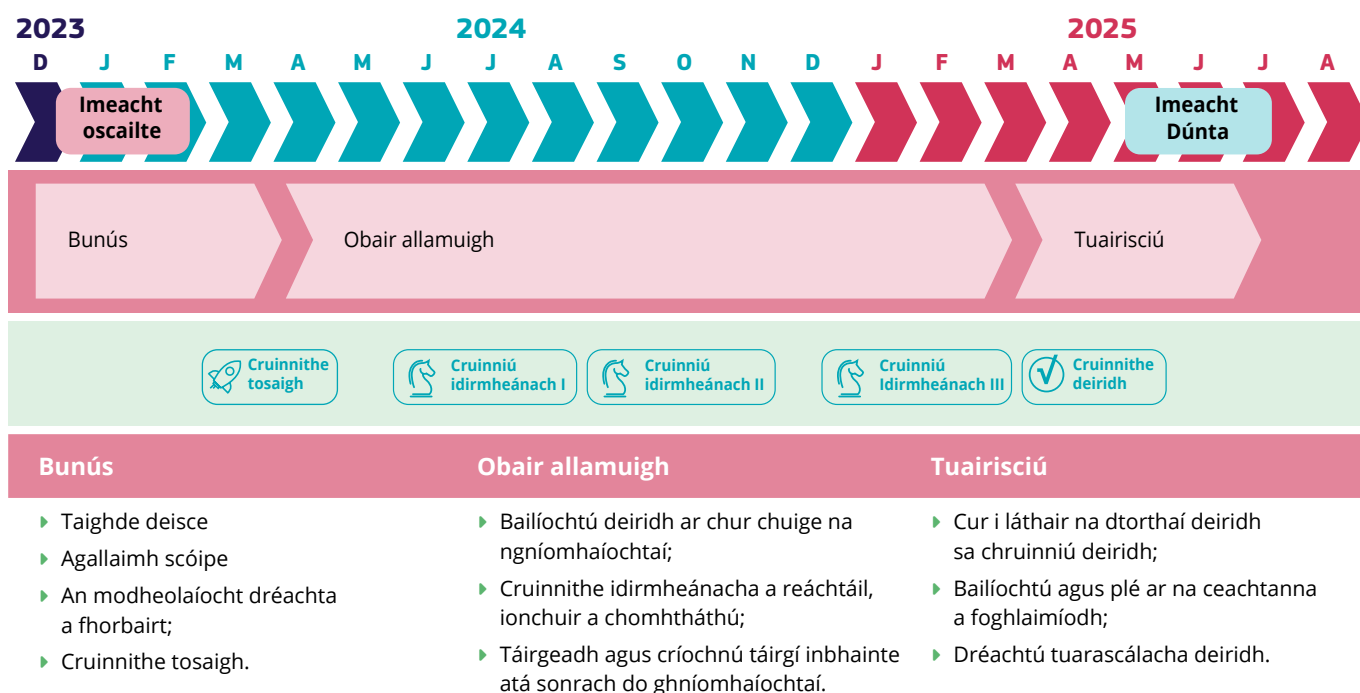 2023 2024 2025
D J F M A M J J A S O N D J F M A M J J A
Imeacht
oscailte
Imeacht
Dúnta
Bunús
Obair allamuigh
Tuairisciú
Cruinnithe
tosaigh
Cruinniú
idirmheánach I
Cruinniú
idirmheánach II
Cruinniú
Idirmheánach III
Cruinnithe
deiridh
Bunús
Taighde deisce
Agallaimh scóipe
An modheolaíocht dréachta
a fhorbairt;
Cruinnithe tosaigh.
Obair allamuigh
Bailíochtú deiridh ar chur chuige na
ngníomhaíochtaí;
Cruinnithe idirmheánacha a reáchtáil,
ionchuir a chomhtháthú;
Táirgeadh agus críochnú táirgí inbhainte
atá sonrach do ghníomhaíochtaí.
Tuairisciú
Cur i láthair na dtorthaí deiridh
sa chruinniú deiridh;
Bailíochtú agus plé ar na ceachtanna
a foghlaimíodh;
Dréachtú tuarascálacha deiridh.